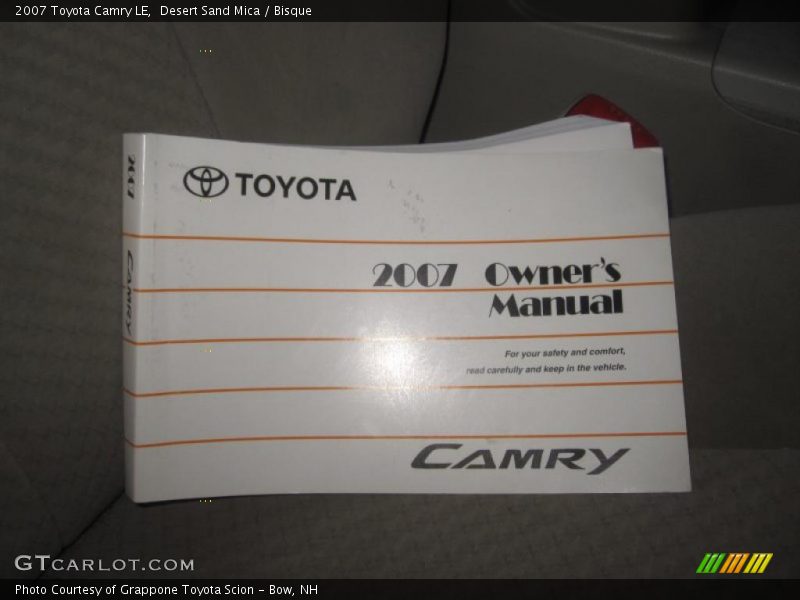 2007 Toyota Camry LE,  Desert Sand Mica / Bisque
TOYOTA
2007
CAMRY
2007 Owner's
Manual
For your safety and comfort,
read carefully and keep in the vehicle.
CAMRY
GTCARLOT.COM
Photo Courtesy of Grappone Toyota Scion - Bow, NH